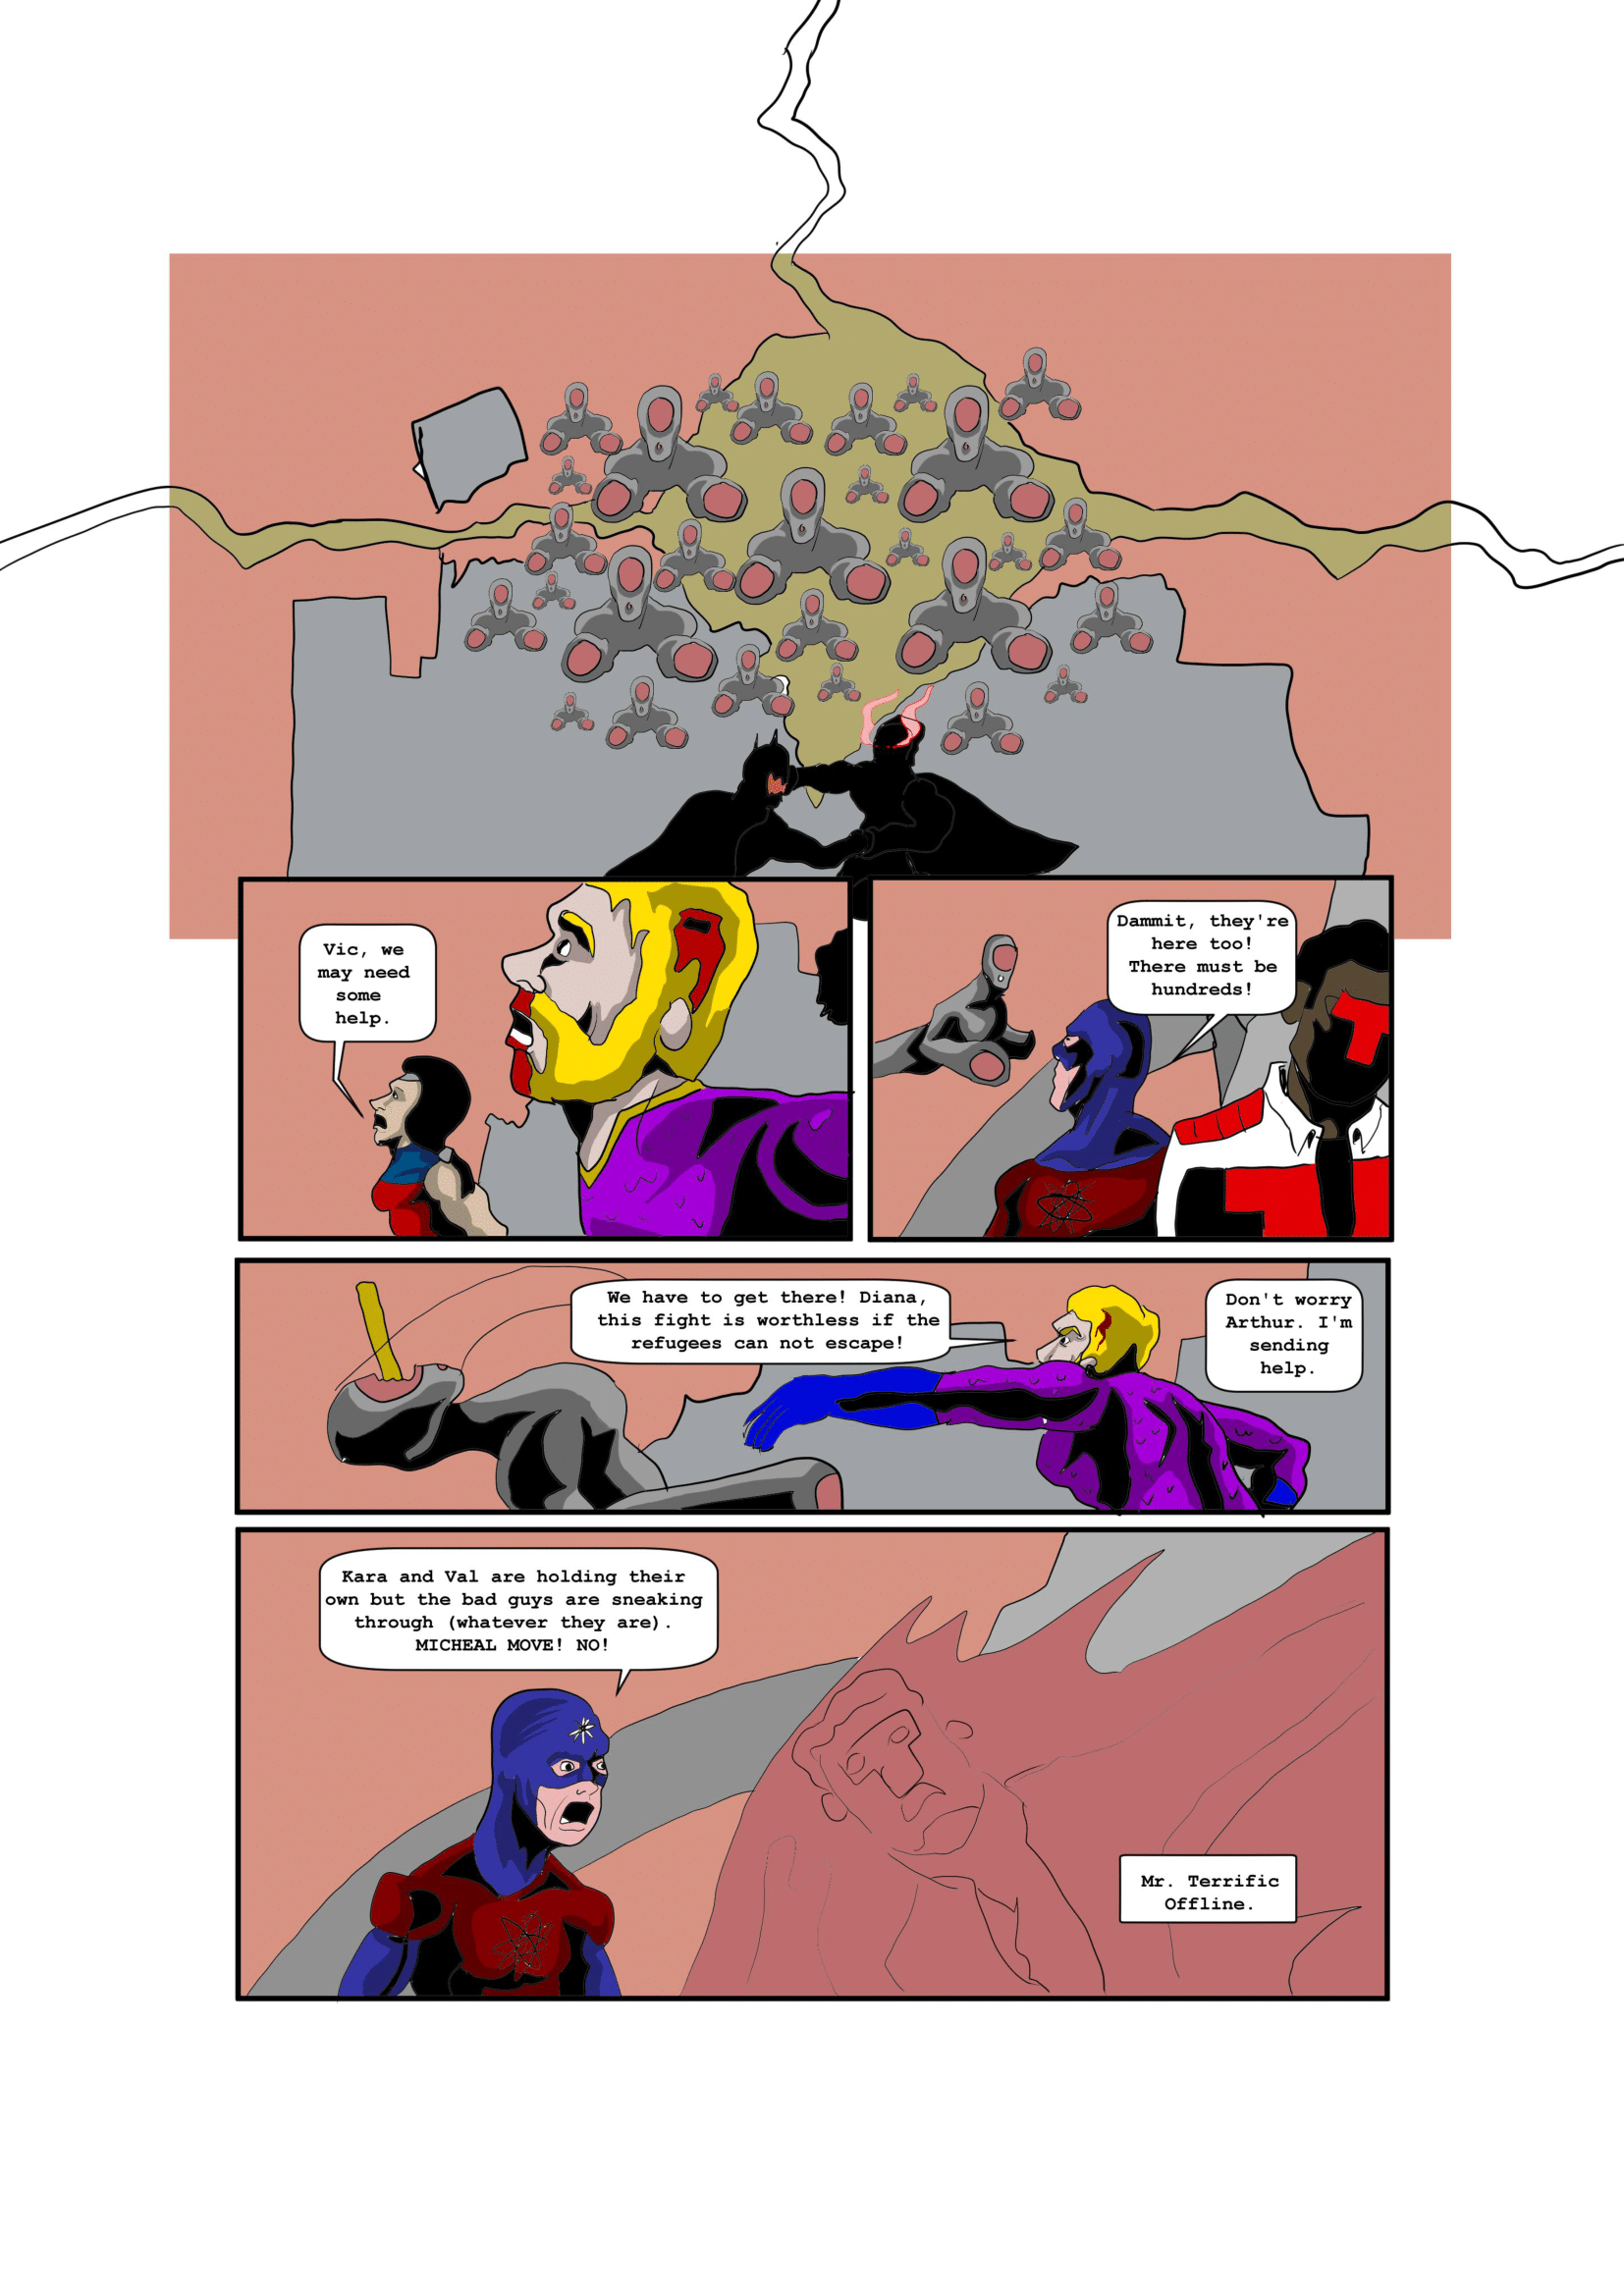 Vic, we
may need
some
help.
Dammit, they're
here too!
There must be
hundreds!
We have to get there! Diana,
this fight is worthless if the
refugees can not escape!
Don't worry
Arthur. I'm
sending
help.
Kara and Val are holding their
own but the bad guys are sneaking
through (whatever they are).
MICHEAL MOVE! NO!
Mr. Terrific
Offline.